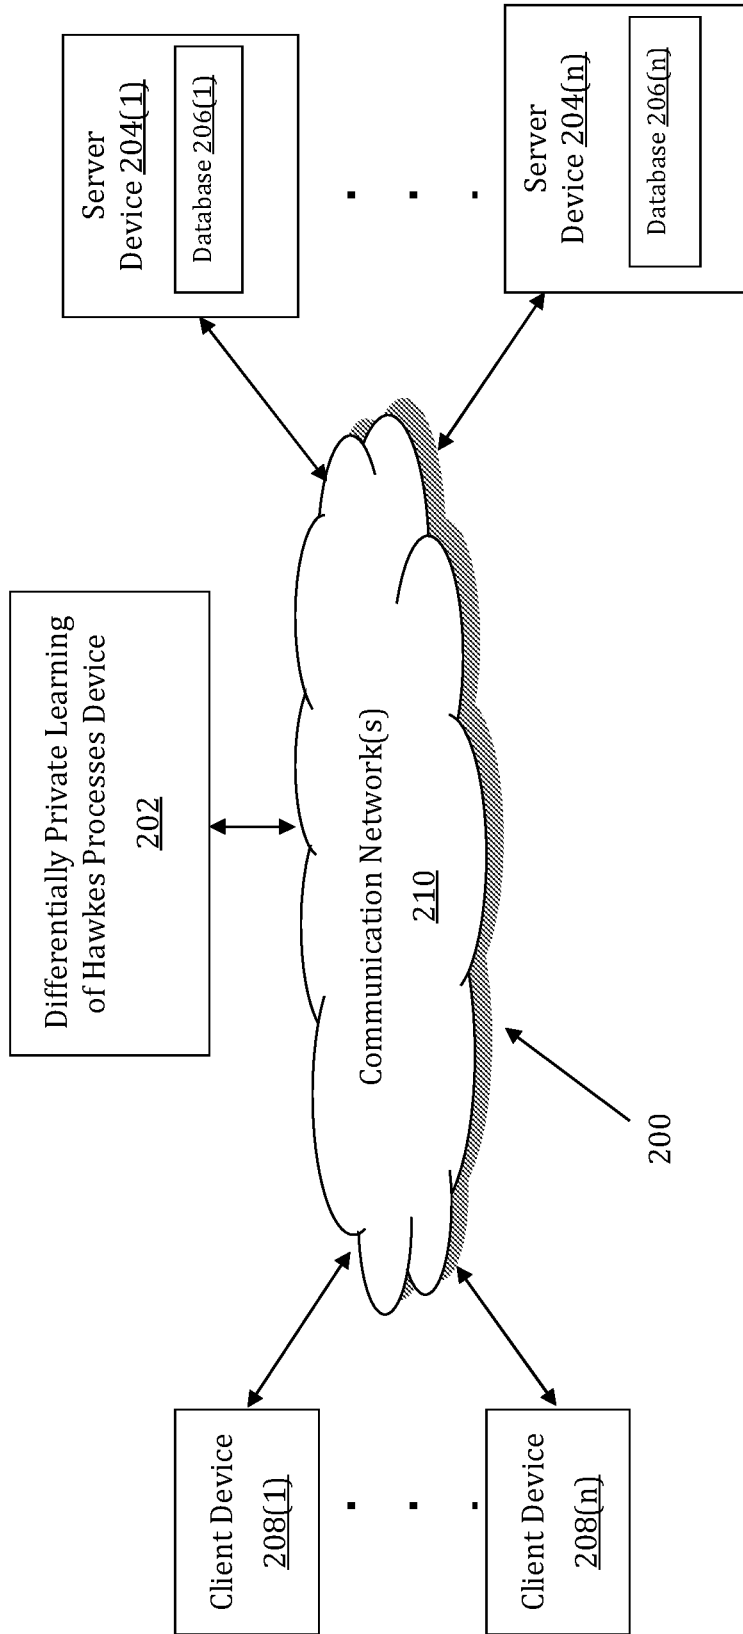 Differentially Private Learning
of Hawkes Processes Device
202
Client Device
208(1)
Client Device
208(n)
Communication Network(s)
210
Server
Device 204(1)
Database 206(1)
Server
Device 204(n)
Database 206(n)
200